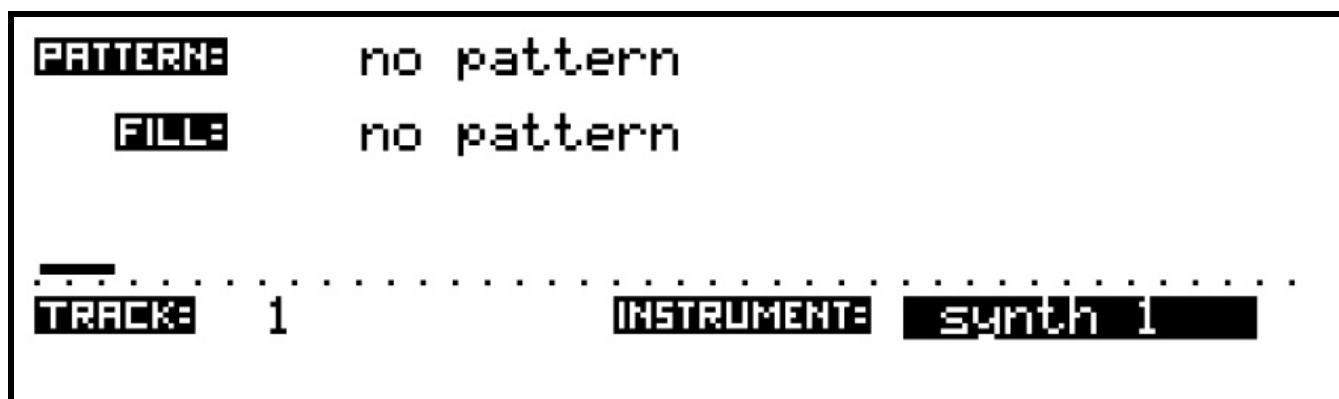 PATTERN: no pattern
FILL: no pattern
TRACK: 1 INSTRUMENT: synth 1